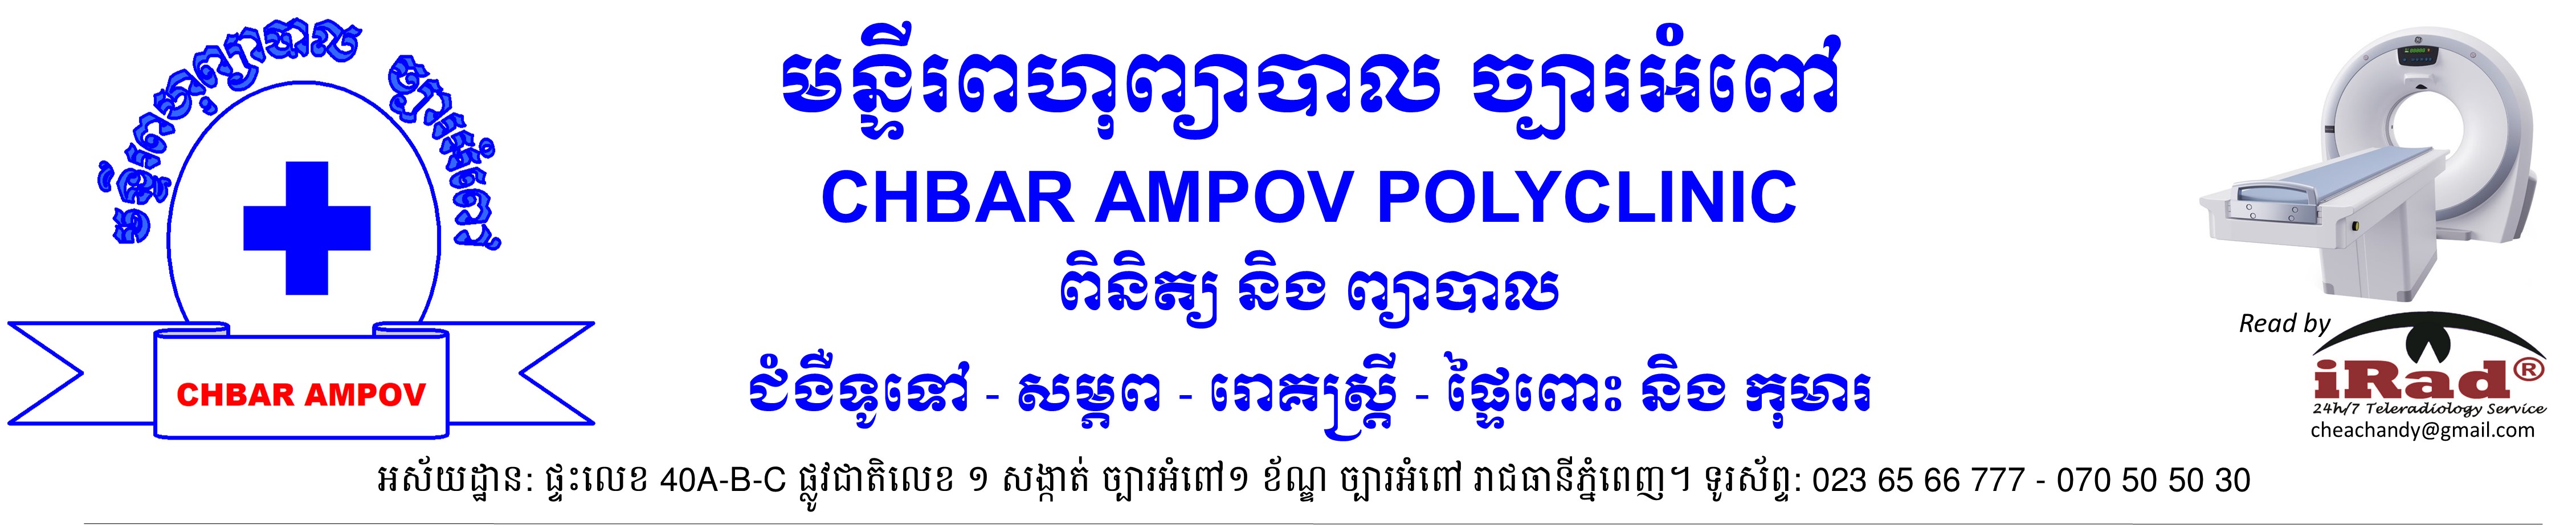 មន្ទីរពហុព្យាបាល ច្បារអំពៅ
មន្ទីរពហុព្យាបាល ច្បារអំពៅ
CHBAR AMPOV POLYCLINIC
ពិនិត្យ និង ព្យាបាល
ជំងឺទូទៅ - សម្ភព - រោគស្ត្រី - ផ្ទៃពោះ និង កុមារ
CHBAR AMPOV
Read by
iRad®
24h/7 Teleradiology Service
cheachandy@gmail.com
អស័យដ្ឋាន: ផ្ទះលេខ 40A-B-C ផ្លូវជាតិលេខ ១ សង្កាត់ ច្បារអំពៅ១ ខ័ណ្ឌ ច្បារអំពៅ រាជធានីភ្នំពេញ។ ទូរស័ព្ទ: 023 65 66 777 - 070 50 50 30